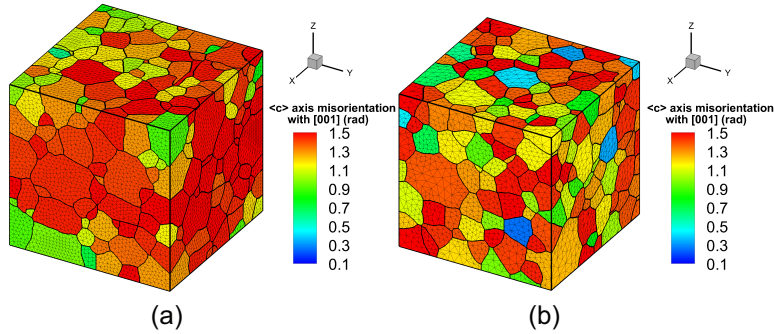 Z
X
Y
<c> axis misorientation
with [001] (rad)
1.5
1.3
1.1
0.9
0.7
0.5
0.3
0.1
(a)
Z
X
Y
<c> axis misorientation
with [001] (rad)
1.5
1.3
1.1
0.9
0.7
0.5
0.3
0.1
(b)